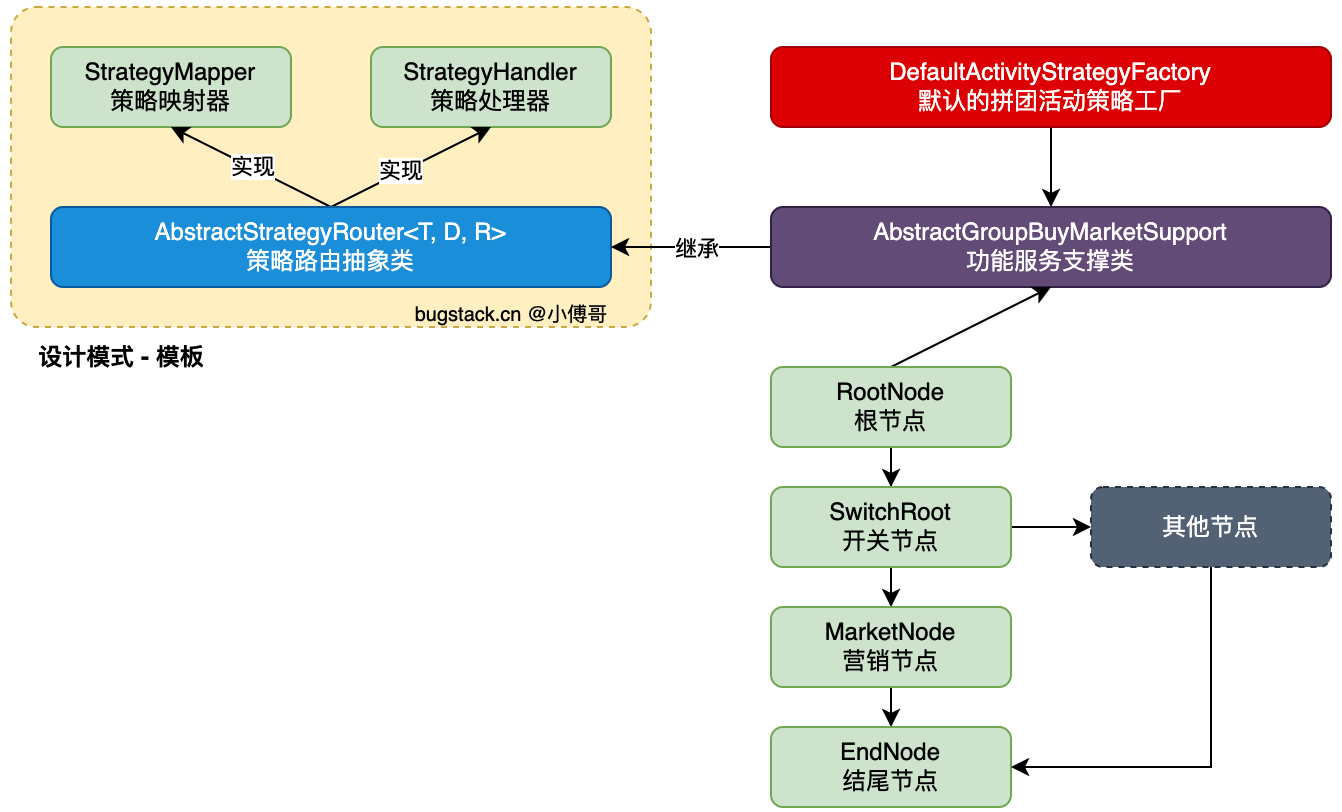 StrategyMapper
策略映射器
StrategyHandler
策略处理器
DefaultActivityStrategyFactory
默认的拼团活动策略工厂
实现
实现
AbstractStrategyRouter<T, D, R>
策略路由抽象类
继承
AbstractGroupBuyMarketSupport
功能服务支撑类
bugstack.cn @小傅哥
设计模式 - 模板
RootNode
根节点
SwitchRoot
开关节点
其他节点
MarketNode
营销节点
EndNode
结尾节点